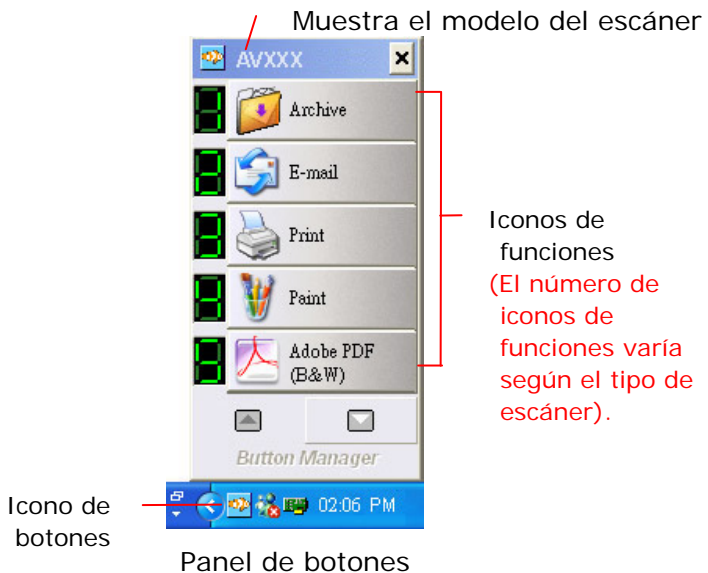 Muestra el modelo del escáner
AVXXX
Archive
E-mail
Print
Paint
Adobe PDF
(B&W)
Button Manager
Iconos de
funciones
(El número de
iconos de
funciones varía
según el tipo de
escáner).
Icono de
botones
02:06 PM
Panel de botones